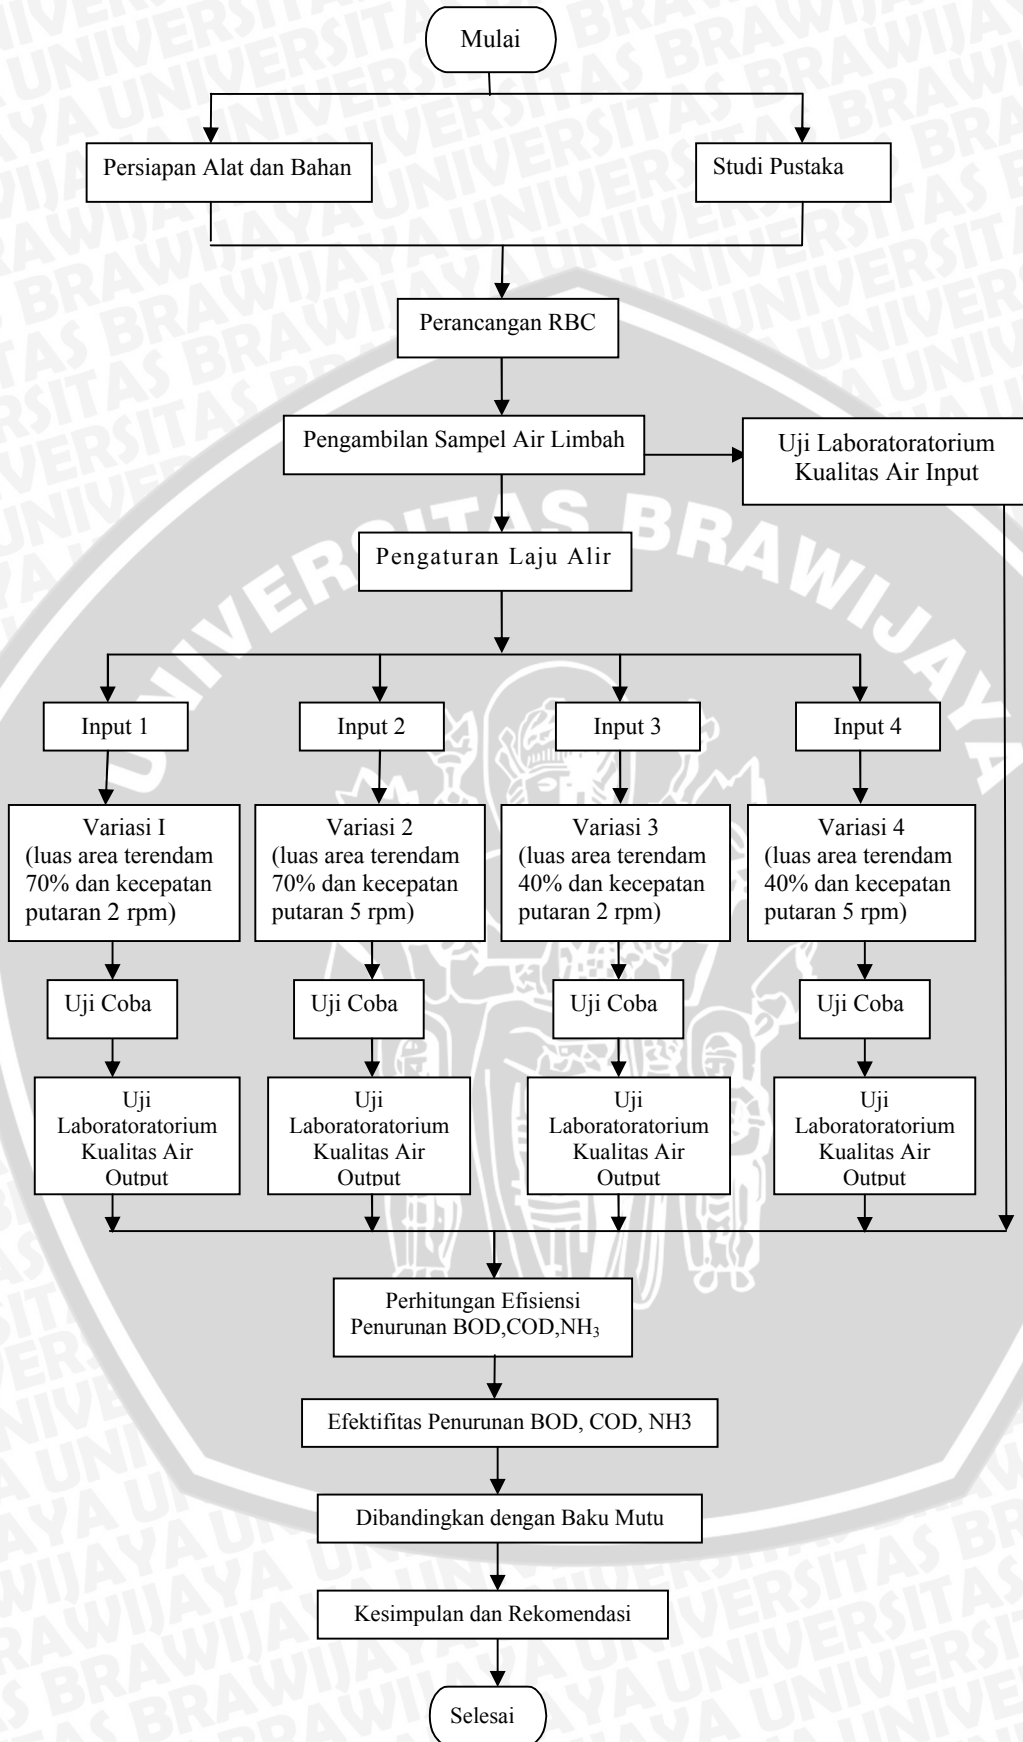 Mulai
Persiapan Alat dan Bahan
Studi Pustaka
Perancangan RBC
Pengambilan Sampel Air Limbah
Uji Laboratoratorium
Kualitas Air Input
Pengaturan Laju Alir
UNIVERSITAS BRAWIJAYA
Input 1
Input 2
Input 3
Input 4
Variasi I
(luas area terendam
70% dan kecepatan
putaran 2 rpm)
Variasi 2
(luas area terendam
70% dan kecepatan
putaran 5 rpm)
Variasi 3
(luas area terendam
40% dan kecepatan
putaran 2 rpm)
Variasi 4
(luas area terendam
40% dan kecepatan
putaran 5 rpm)
Uji Coba
Uji Coba
Uji Coba
Uji Coba
Uji
Laboratoratorium
Kualitas Air
Output
Uji
Laboratoratorium
Kualitas Air
Output
Uji
Laboratoratorium
Kualitas Air
Output
Uji
Laboratoratorium
Kualitas Air
Output
Perhitungan Efisiensi
Penurunan BOD,COD,NH₃
Efektifitas Penurunan BOD, COD, NH3
Dibandingkan dengan Baku Mutu
Kesimpulan dan Rekomendasi
Selesai